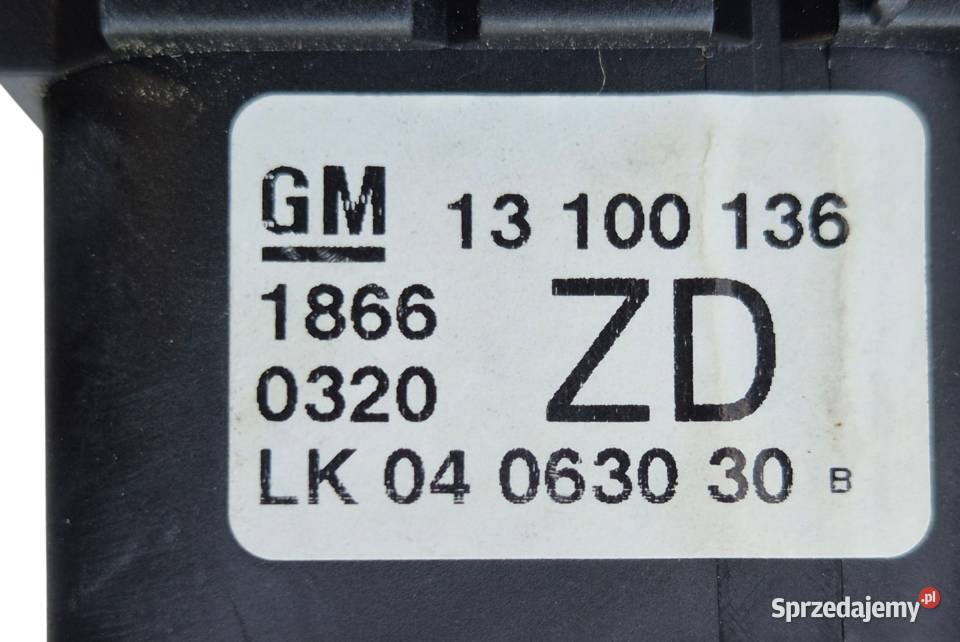 GM 13 100 136
1866 ZD
0320
LK 04 0630 30 B
Sprzedajemy.pl